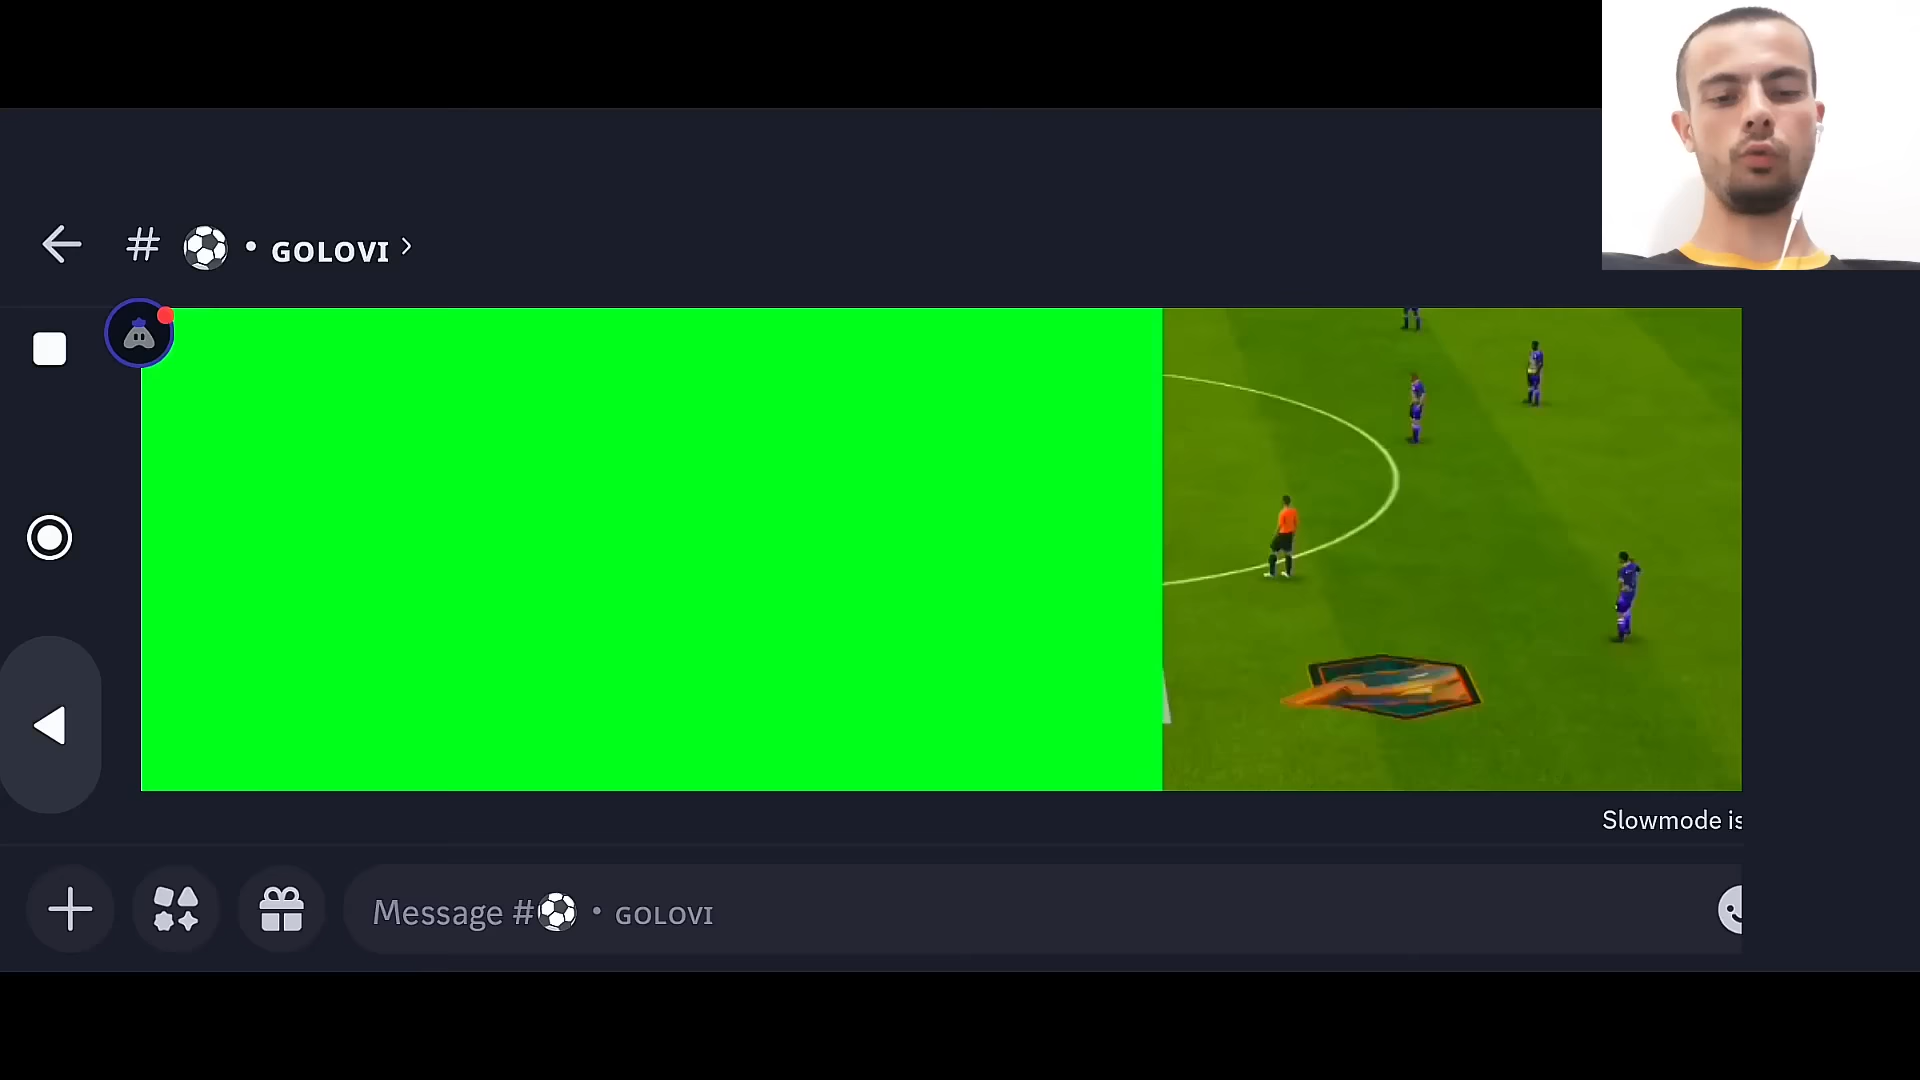 # ⚽ • GOLOVI
Slowmode is
Message #⚽ • GOLOVI